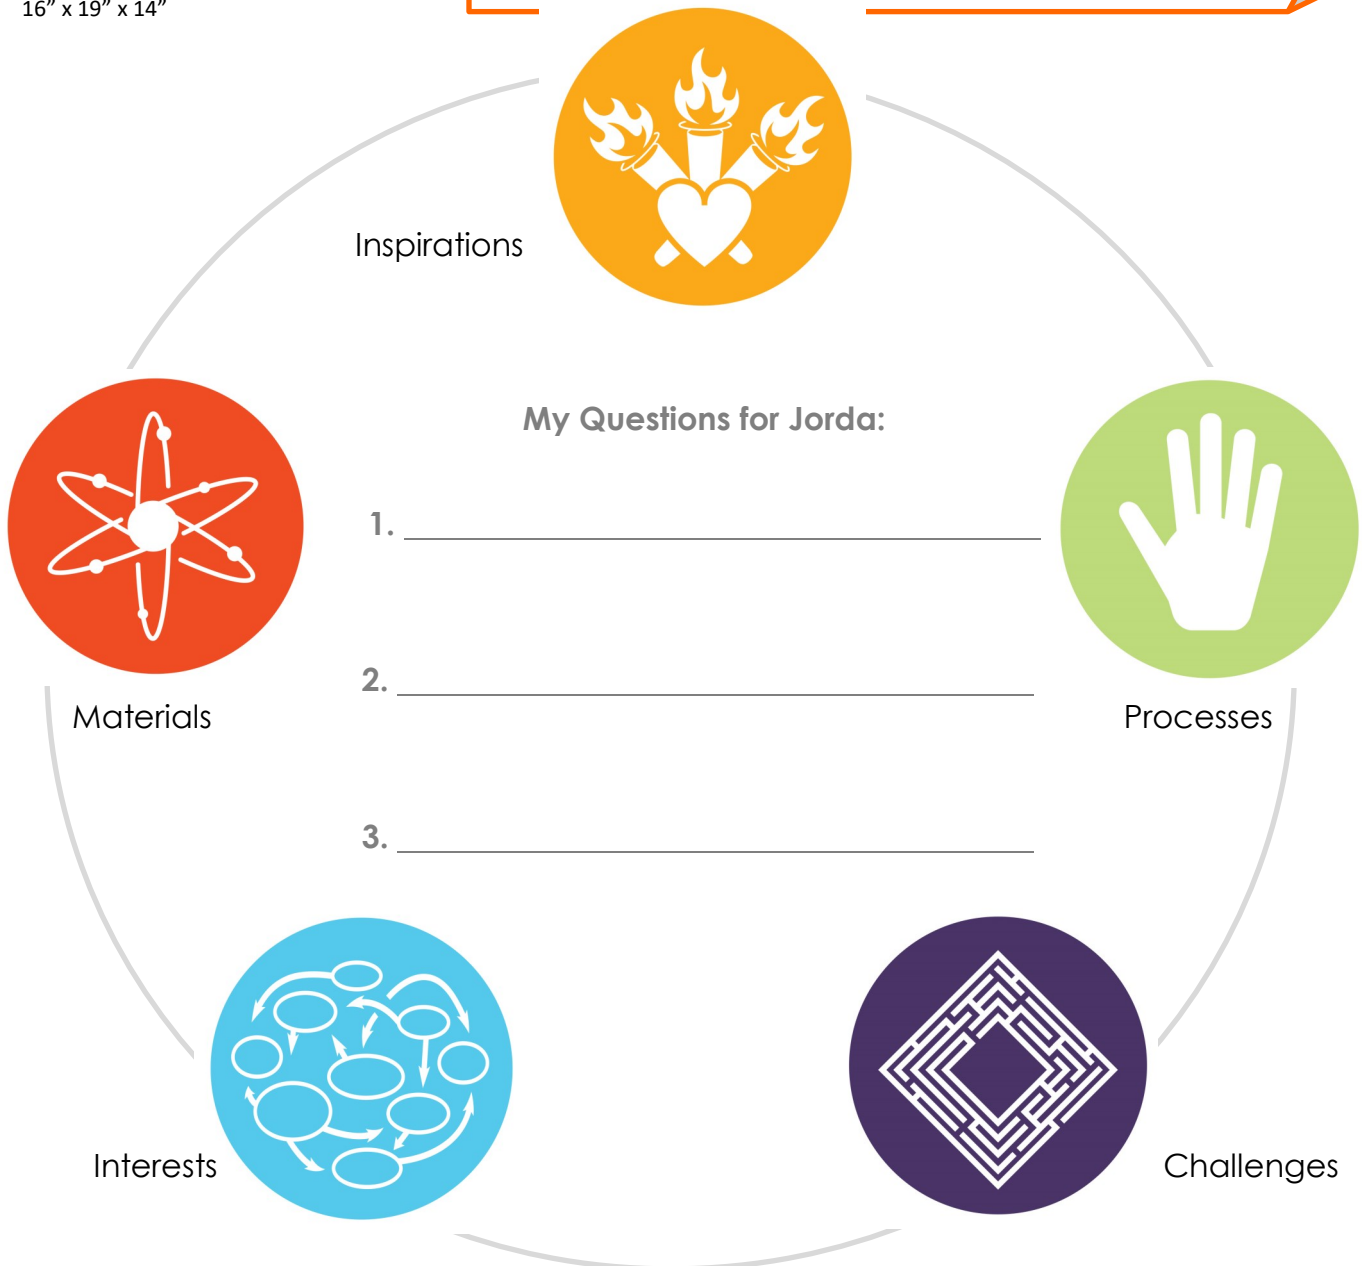 16” x 19” x 14”
Inspirations
My Questions for Jorda:
1.
2.
Materials
Processes
3.
Interests
Challenges